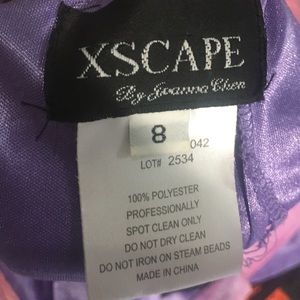 XSCAPE
By Joanna Chen
8
042
LOT# 2534
100% POLYESTER
PROFESSIONALLY
SPOT CLEAN ONLY
DO NOT DRY CLEAN
DO NOT IRON ON STEAM BEADS
MADE IN CHINA